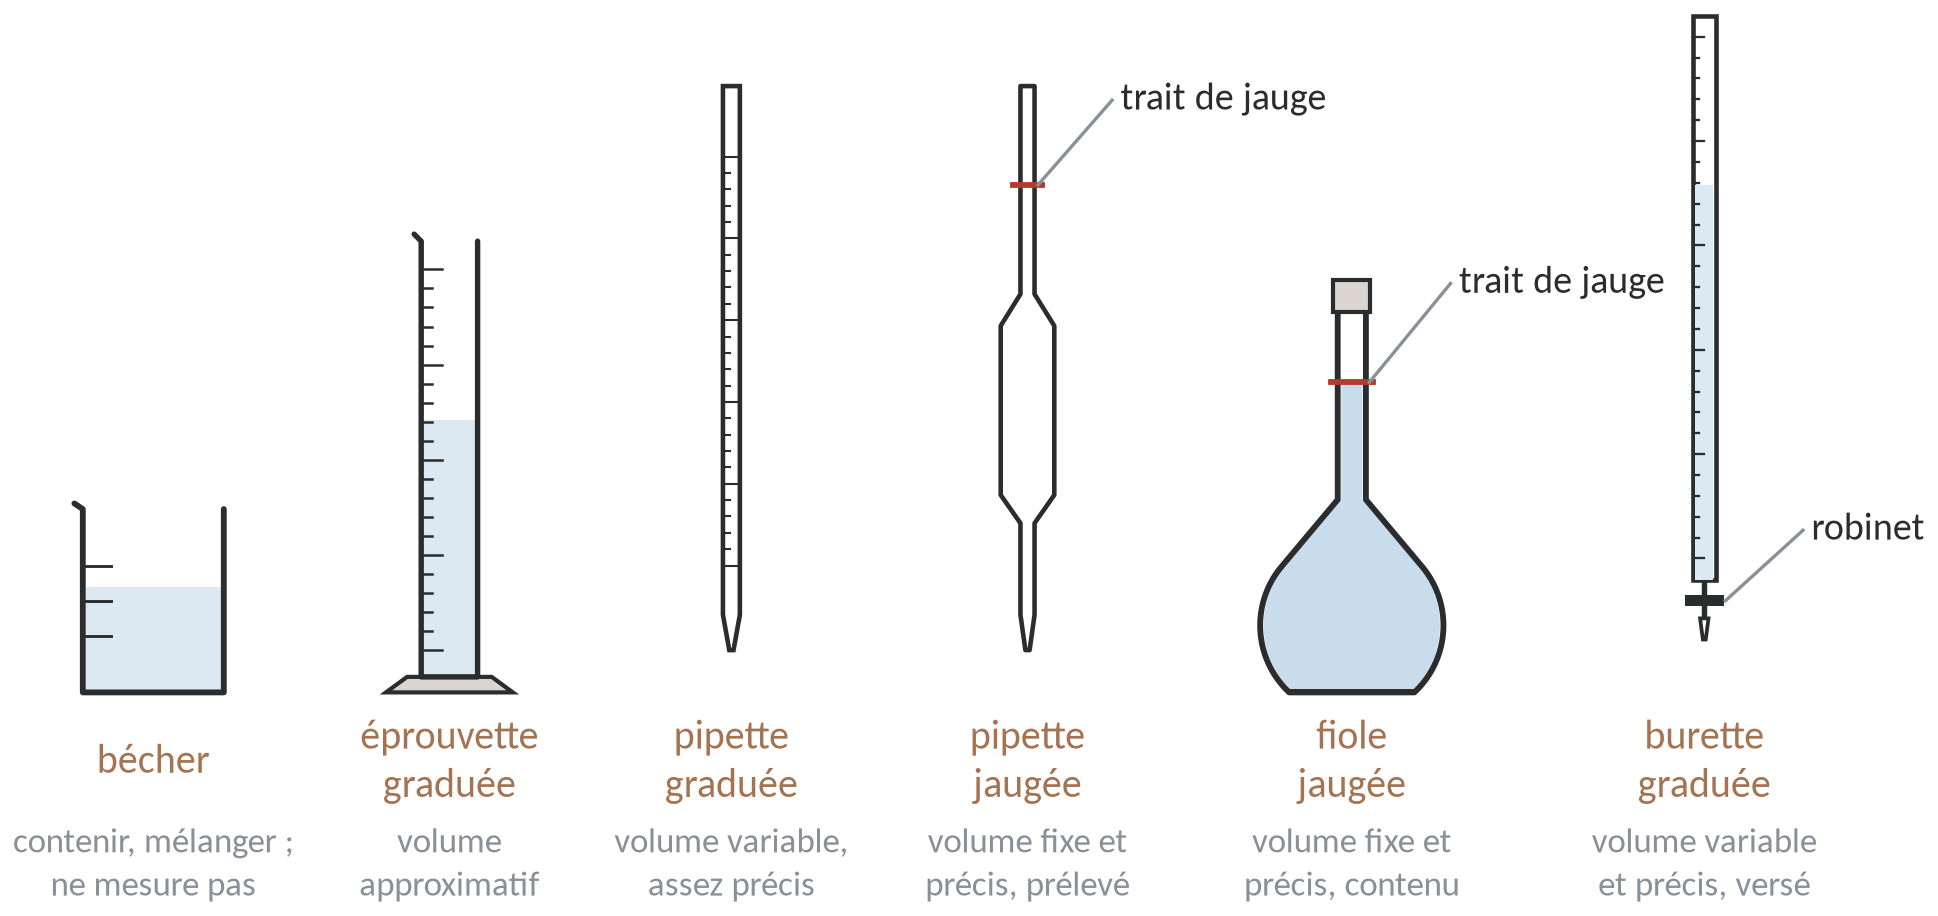 trait de jauge
trait de jauge
robinet
bécher
contenir, mélanger ;
ne mesure pas
éprouvette
graduée
volume
approximatif
pipette
graduée
volume variable,
assez précis
pipette
jaugée
volume fixe et
précis, prélevé
fiole
jaugée
volume fixe et
précis, contenu
burette
graduée
volume variable
et précis, versé